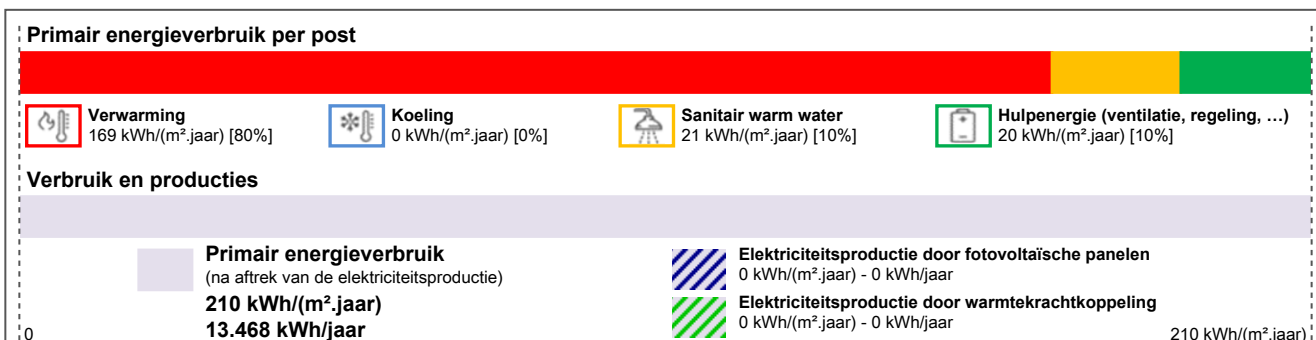 Primair energieverbruik per post
Verwarming
169 kWh/(m².jaar) [80%]
Koeling
0 kWh/(m².jaar) [0%]
Sanitair warm water
21 kWh/(m².jaar) [10%]
Hulpenergie (ventilatie, regeling, …)
20 kWh/(m².jaar) [10%]
Verbruik en producties
Primair energieverbruik
(na aftrek van de elektriciteitsproductie)
210 kWh/(m².jaar)
13.468 kWh/jaar
Elektriciteitsproductie door fotovoltaïsche panelen
0 kWh/(m².jaar) - 0 kWh/jaar
Elektriciteitsproductie door warmtekrachtkoppeling
0 kWh/(m².jaar) - 0 kWh/jaar
0
210 kWh/(m².jaar)